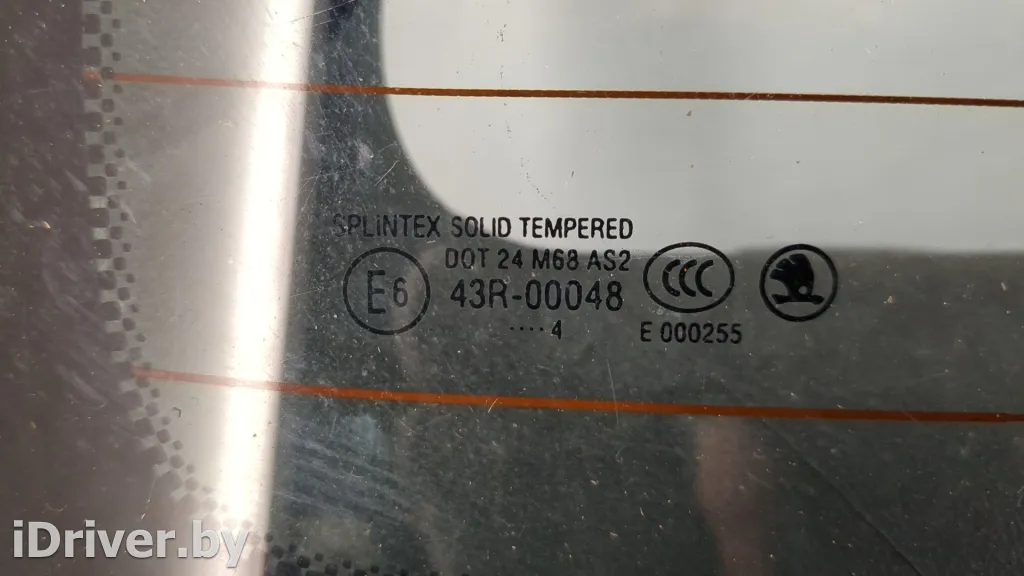 SPLINTEX SOLID TEMPERED
DOT 24 M68 AS2
E6
43R-00048
CCC
.... 4
E 000255
iDriver.by